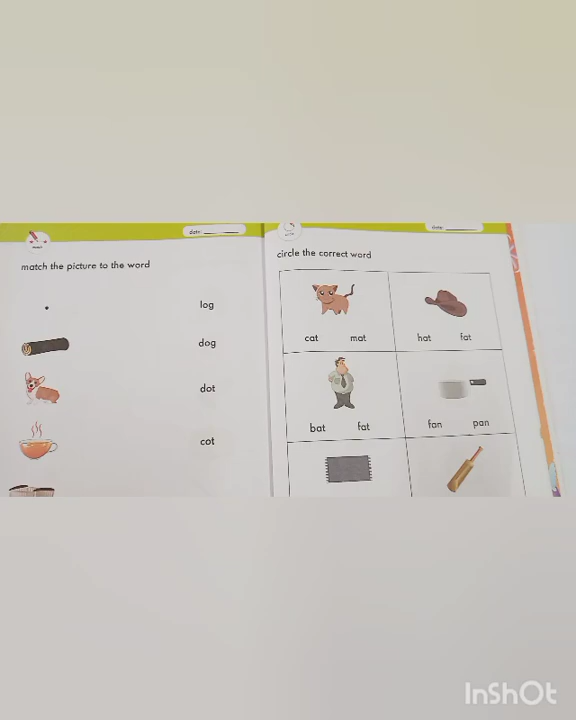 date:
match the picture to the word
log
dog
dot
cot
date:
circle the correct word
cat mat
hat fat
bat fat
fan pan
InShOt